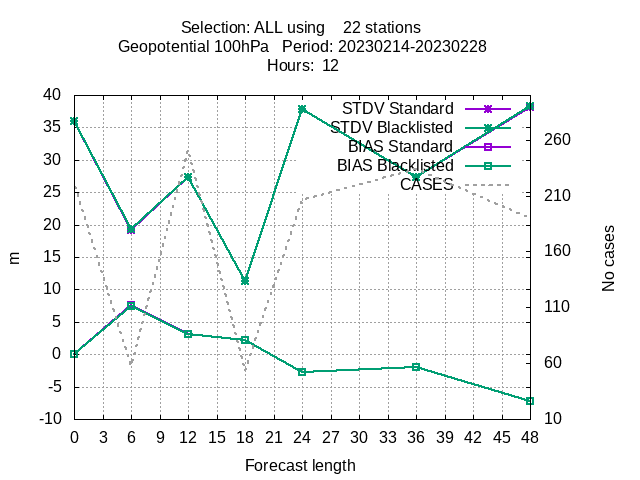 Selection: ALL using    22 stations
Geopotential 100hPa   Period: 20230214-20230228
Hours:  12
STDV Standard
STDV Blacklisted
BIAS Standard
BIAS Blacklisted
CASES
m
40
35
30
25
20
15
10
5
0
-5
-10
No cases
260
210
160
110
60
10
0 3 6 9 12 15 18 21 24 27 30 33 36 39 42 45 48
Forecast length